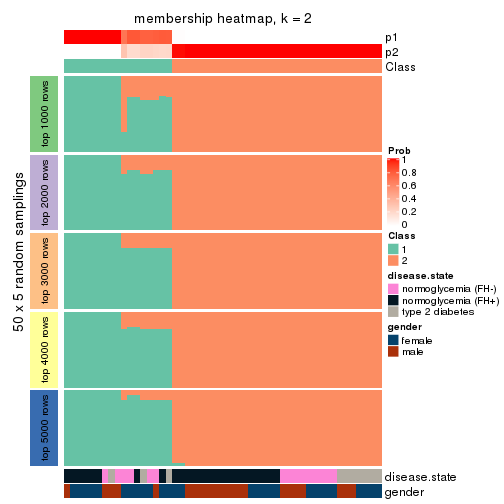 membership heatmap, k = 2
p1
p2
Class
50 x 5 random samplings
top 1000 rows
top 2000 rows
top 3000 rows
top 4000 rows
top 5000 rows
Prob
1
0.8
0.6
0.4
0.2
0
Class
1
2
disease.state
normoglycemia (FH-)
normoglycemia (FH+)
type 2 diabetes
gender
female
male
disease.state
gender